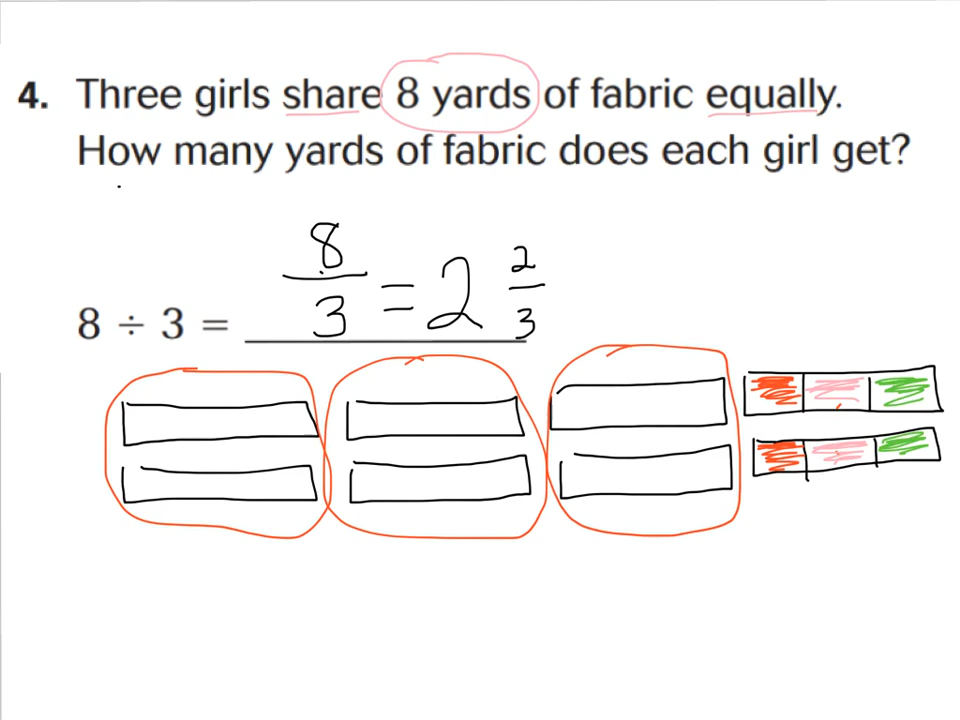 4. Three girls share 8 yards of fabric equally.
How many yards of fabric does each girl get?
8 ÷ 3 = 8/3 = 2 2/3